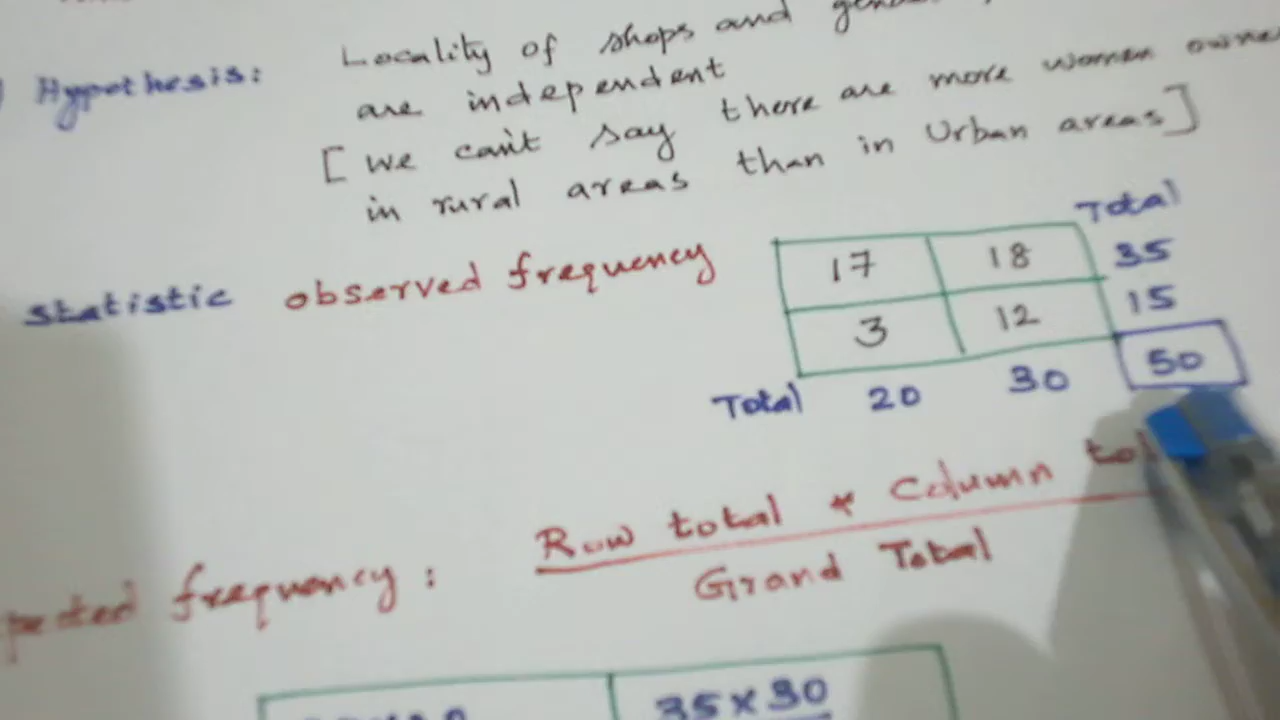 Locality of shops and
Hypothesis: are independent
[We can't say there are more women
in rural areas than in Urban areas]
Total
statistic observed frequency 17 18 35
3 12 15
Total 20 30 50
Row total * Column
frequency: Grand Total
35 x 30